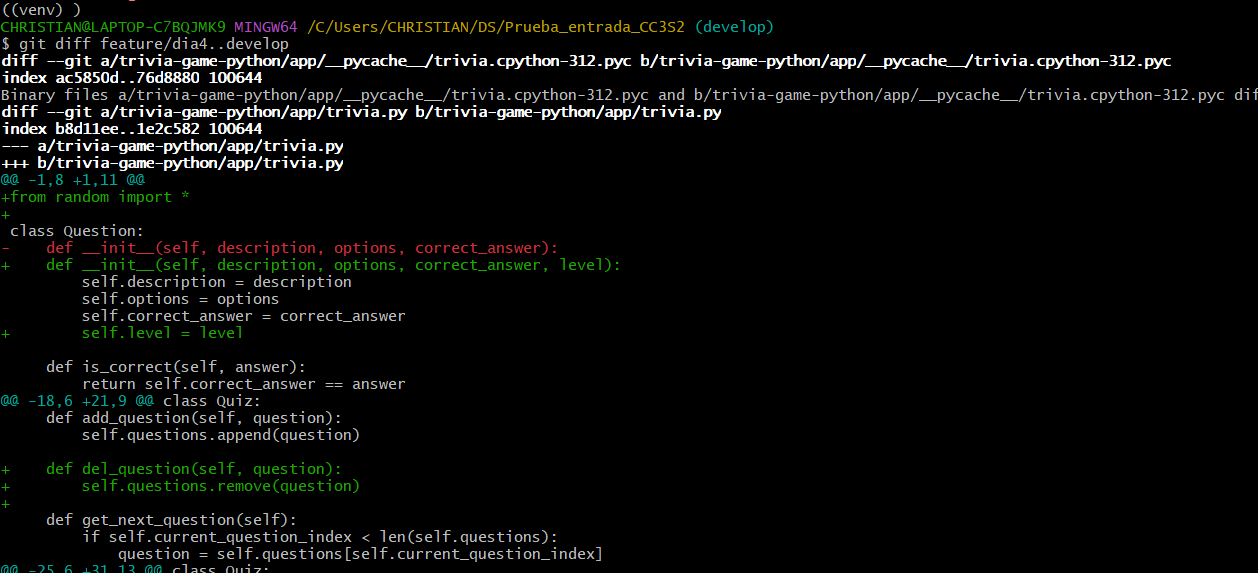 ((venv) )
CHRISTIAN@LAPTOP-C7BQJMK9 MINGW64 /C/Users/CHRISTIAN/DS/Prueba_entrada_CC3S2 (develop)
$ git diff feature/dia4..develop
diff --git a/trivia-game-python/app/__pycache__/trivia.cpython-312.pyc b/trivia-game-python/app/__pycache__/trivia.cpython-312.pyc
index ac5850d..76d8880 100644
Binary files a/trivia-game-python/app/__pycache__/trivia.cpython-312.pyc and b/trivia-game-python/app/__pycache__/trivia.cpython-312.pyc dif
diff --git a/trivia-game-python/app/trivia.py b/trivia-game-python/app/trivia.py
index b8d11ee..1e2c582 100644
--- a/trivia-game-python/app/trivia.py
+++ b/trivia-game-python/app/trivia.py
@@ -1,8 +1,11 @@
+from random import *
+
 class Question:
-    def __init__(self, description, options, correct_answer):
+    def __init__(self, description, options, correct_answer, level):
         self.description = description
         self.options = options
         self.correct_answer = correct_answer
+        self.level = level

     def is_correct(self, answer):
         return self.correct_answer == answer
@@ -18,6 +21,9 @@ class Quiz:
     def add_question(self, question):
         self.questions.append(question)

+    def del_question(self, question):
+        self.questions.remove(question)
+
     def get_next_question(self):
         if self.current_question_index < len(self.questions):
             question = self.questions[self.current_question_index]
@@ -25,6 +31,13 @@ class Quiz: